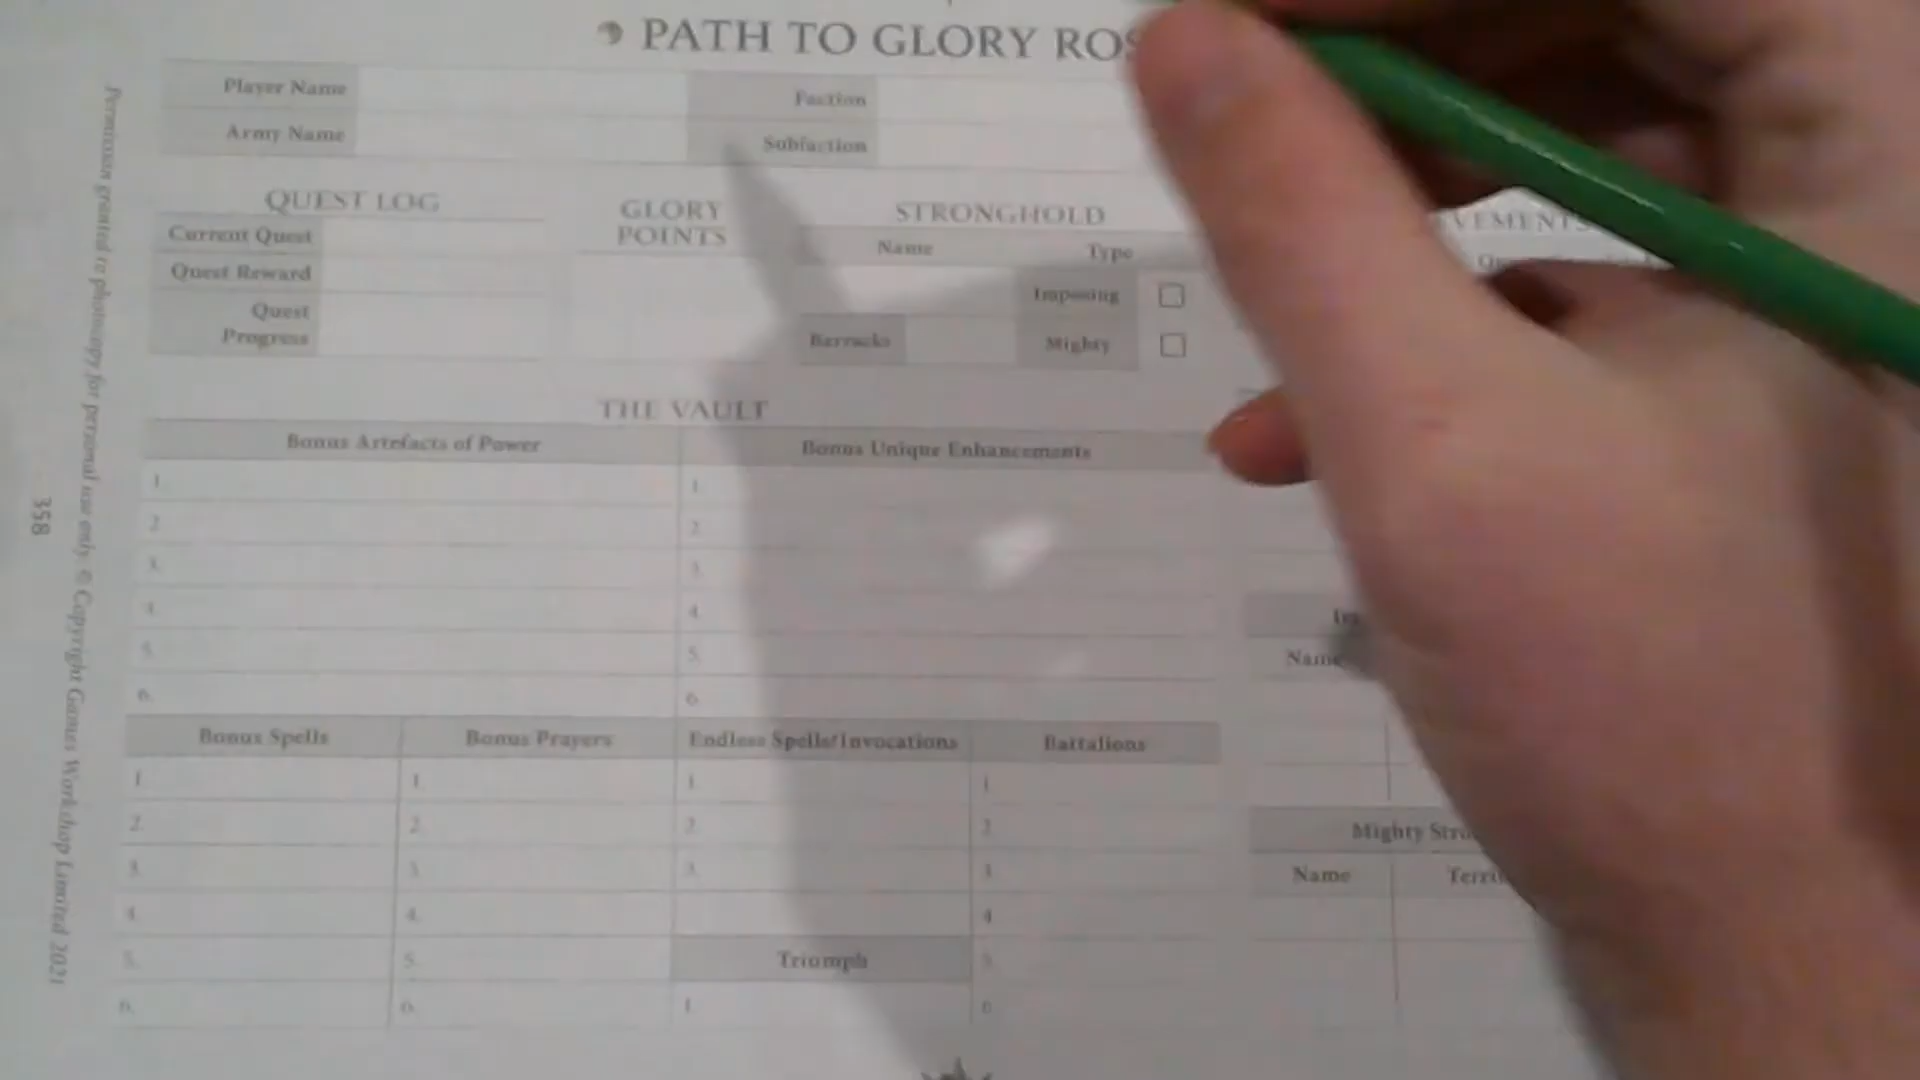 PATH TO GLORY
Player Name
Faction
Army Name
Subfaction
QUEST LOG
GLORY POINTS
STRONGHOLD
Current Quest
Name
Type
Quest Reward
Imposing
Quest Progress
Barracks
Mighty
THE VAULT
Bonus Artefacts of Power
Bonus Unique Enhancements
1.
1.
2.
2.
3.
3.
4.
4.
5.
5.
6.
6.
Name
Bonus Spells
Bonus Prayers
Endless Spells/Invocations
Battalions
1.
1.
1.
1.
2.
2.
2.
2.
3.
3.
3.
3.
4.
4.
4
5.
5.
Triumph
5.
6.
6.
1.
6.
Mighty
Name
Permission granted to photocopy for personal use only. © Copyright Games Workshop Limited 2021
358